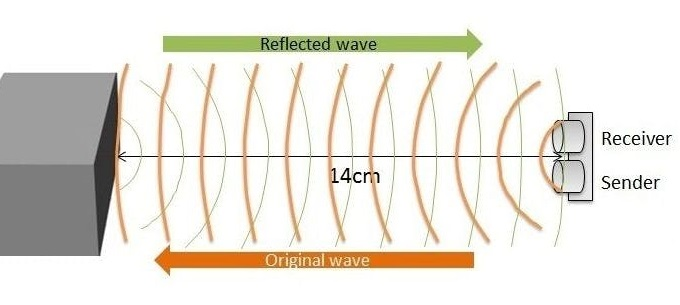 Reflected wave
Receiver
14cm
Sender
Original wave